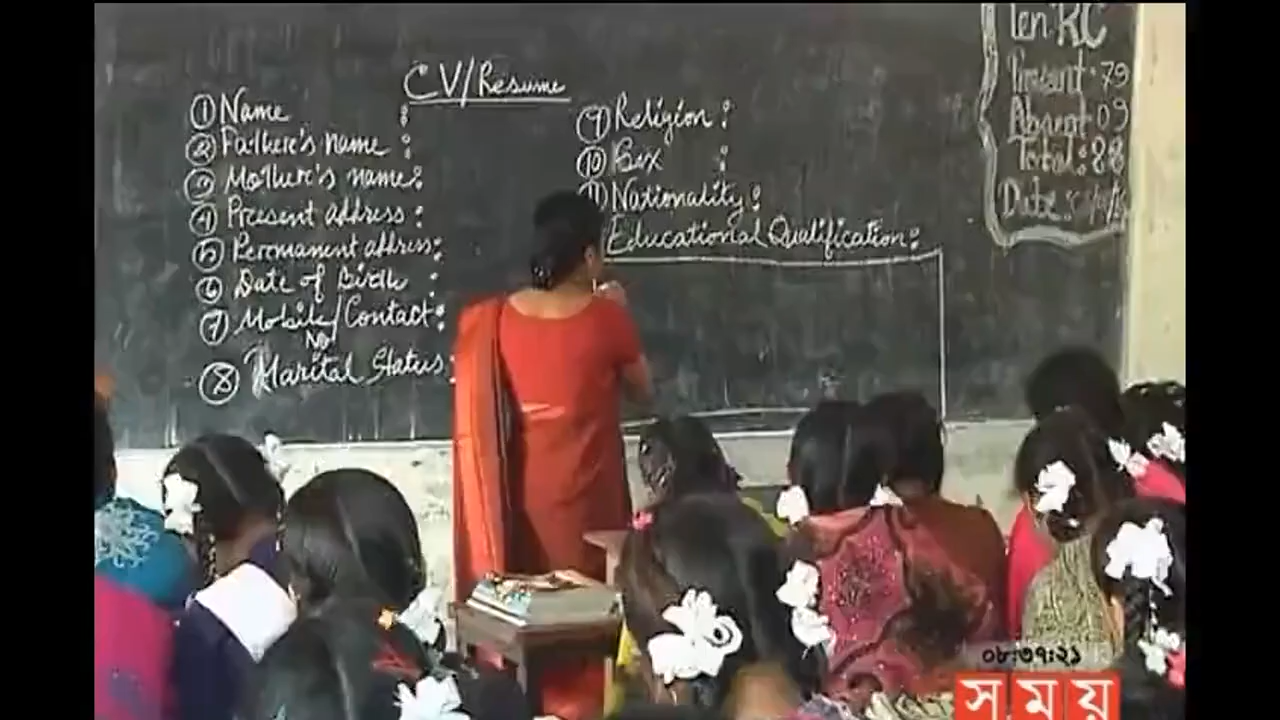 CV/Resume
① Name :
② Father's name :
③ Mother's name :
④ Present address :
⑤ Permanent address :
⑥ Date of Birth :
⑦ Mobile/Contact :
No
⑧ Marital Status :
⑨ Religion :
⑩ Sex :
⑪ Nationality :
Educational Qualification :
Ten KC
Present : 79
Absent 09
Total : 88
Date :
০৮:৩৭:২১
সময়